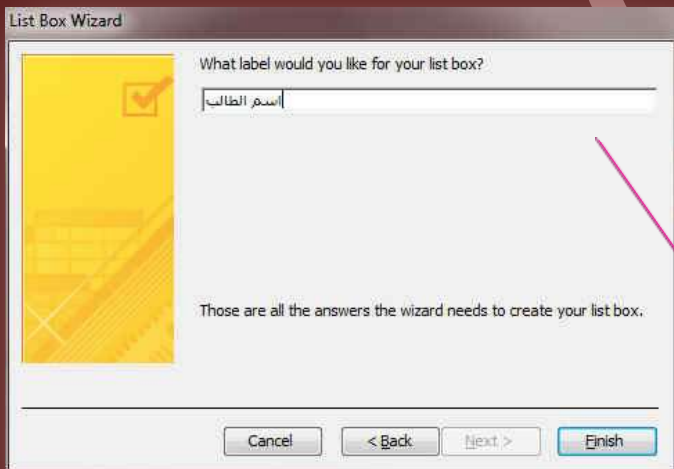 List Box Wizard
What label would you like for your list box?
اسم الطالب
Those are all the answers the wizard needs to create your list box.
Cancel
< Back
Next >
Finish